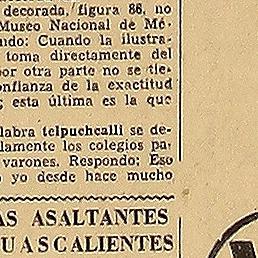 decorada, figura 86, no
Museo Nacional de Mé-
ndo: Cuando la ilustra-
toma directamente del
por otra parte no se tie-
onfianza de la exactitud
; esta última es la que
labra telpuchcalli se de-
lamente los colegios pa-
varones. Respondo: Eso
yo desde hace mucho
AS ASALTANTES
GUASCALIENTES